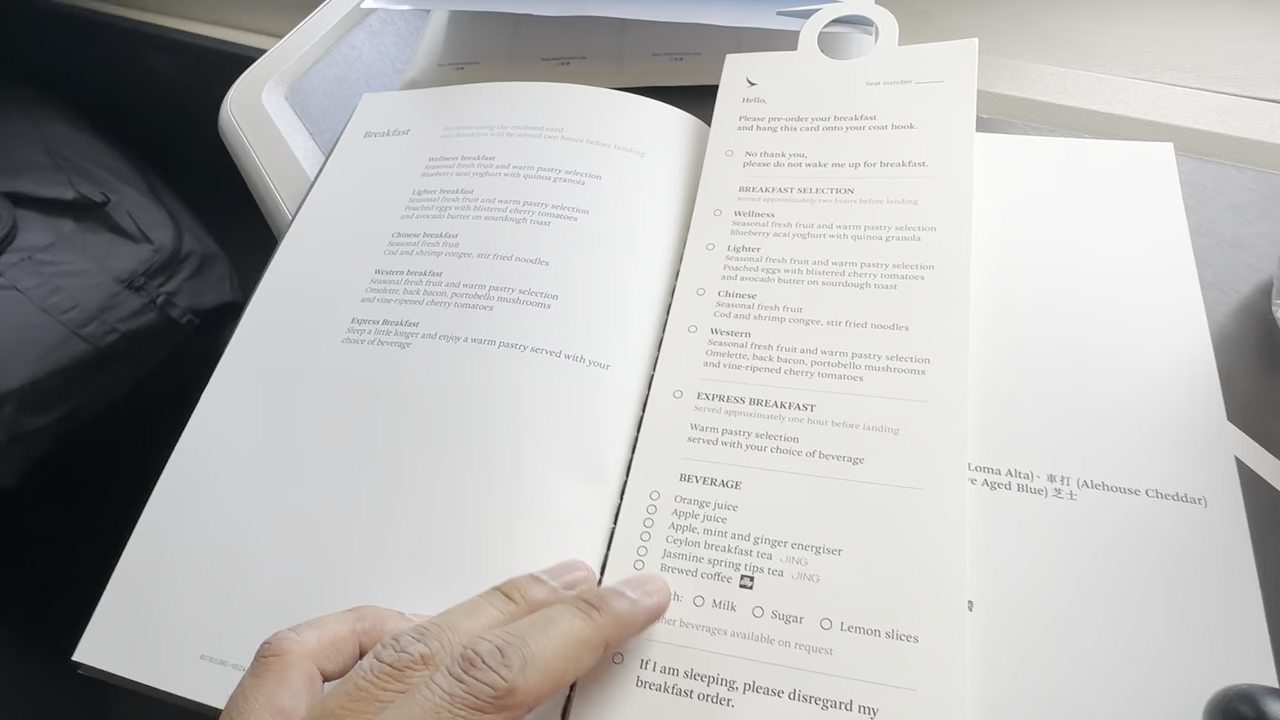 Breakfast
Wellness breakfast
Seasonal fresh fruit and warm pastry selection
Blueberry acai yoghurt with quinoa granola
Lighter breakfast
Seasonal fresh fruit and warm pastry selection
Poached eggs with blistered cherry tomatoes
and avocado butter on sourdough toast
Chinese breakfast
Seasonal fresh fruit
Cod and shrimp congee, stir fried noodles
Western breakfast
Seasonal fresh fruit and warm pastry selection
Omelette, back bacon, portobello mushrooms
and vine-ripened cherry tomatoes
Express Breakfast
Sleep a little longer and enjoy a warm pastry served with your
choice of beverage
Seat number
Hello,
Please pre-order your breakfast
and hang this card onto your coat hook.
No thank you,
please do not wake me up for breakfast.
BREAKFAST SELECTION
Served approximately two hours before landing
Wellness
Seasonal fresh fruit and warm pastry selection
Blueberry acai yoghurt with quinoa granola
Lighter
Seasonal fresh fruit and warm pastry selection
Poached eggs with blistered cherry tomatoes
and avocado butter on sourdough toast
Chinese
Seasonal fresh fruit
Cod and shrimp congee, stir fried noodles
Western
Seasonal fresh fruit and warm pastry selection
Omelette, back bacon, portobello mushrooms
and vine-ripened cherry tomatoes
EXPRESS BREAKFAST
Served approximately one hour before landing
Warm pastry selection
served with your choice of beverage
BEVERAGE
Orange juice
Apple juice
Apple, mint and ginger energiser
Ceylon breakfast tea JING
Jasmine spring tips tea JING
Brewed coffee illy
Milk Sugar Lemon slices
beverages available on request
If I am sleeping, please disregard my
breakfast order.
Loma Alta)、車打 (Alehouse Cheddar)
Aged Blue) 芝士